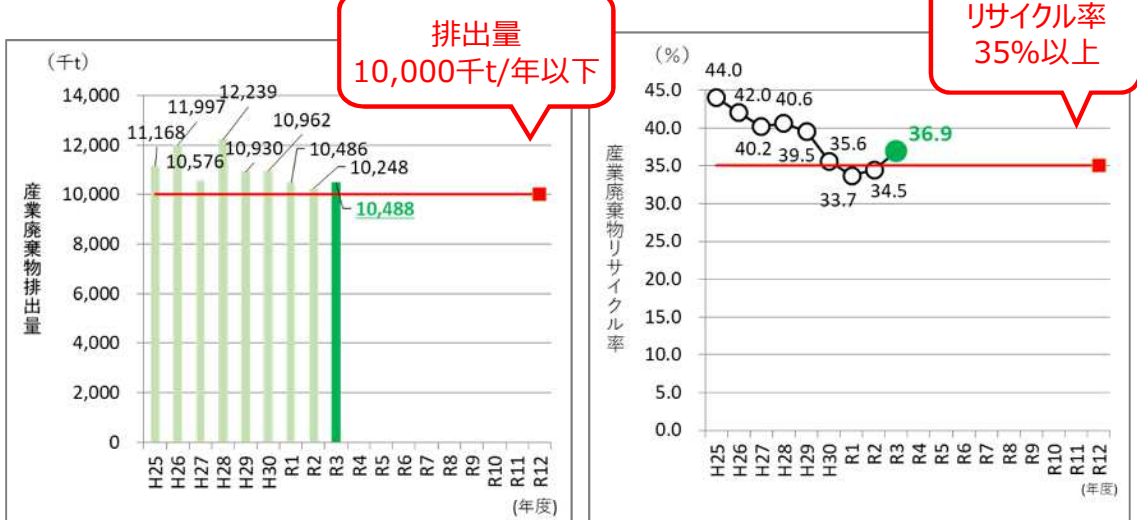 排出量
10,000千t/年以下
(千t)
14,000
12,000
10,000
8,000
6,000
4,000
2,000
0
産業廃棄物排出量
11,168
11,997
10,576
12,239
10,930
10,962
10,486
10,248
10,488
H25
H26
H27
H28
H29
H30
R1
R2
R3
R4
R5
R6
R7
R8
R9
R10
R11
R12
(年度)
リサイクル率
35%以上
(%)
45.0
40.0
35.0
30.0
25.0
20.0
15.0
10.0
5.0
0.0
産業廃棄物リサイクル率
44.0
42.0
40.2
40.6
39.5
35.6
33.7
34.5
36.9
H25
H26
H27
H28
H29
H30
R1
R2
R3
R4
R5
R6
R7
R8
R9
R10
R11
R12
(年度)